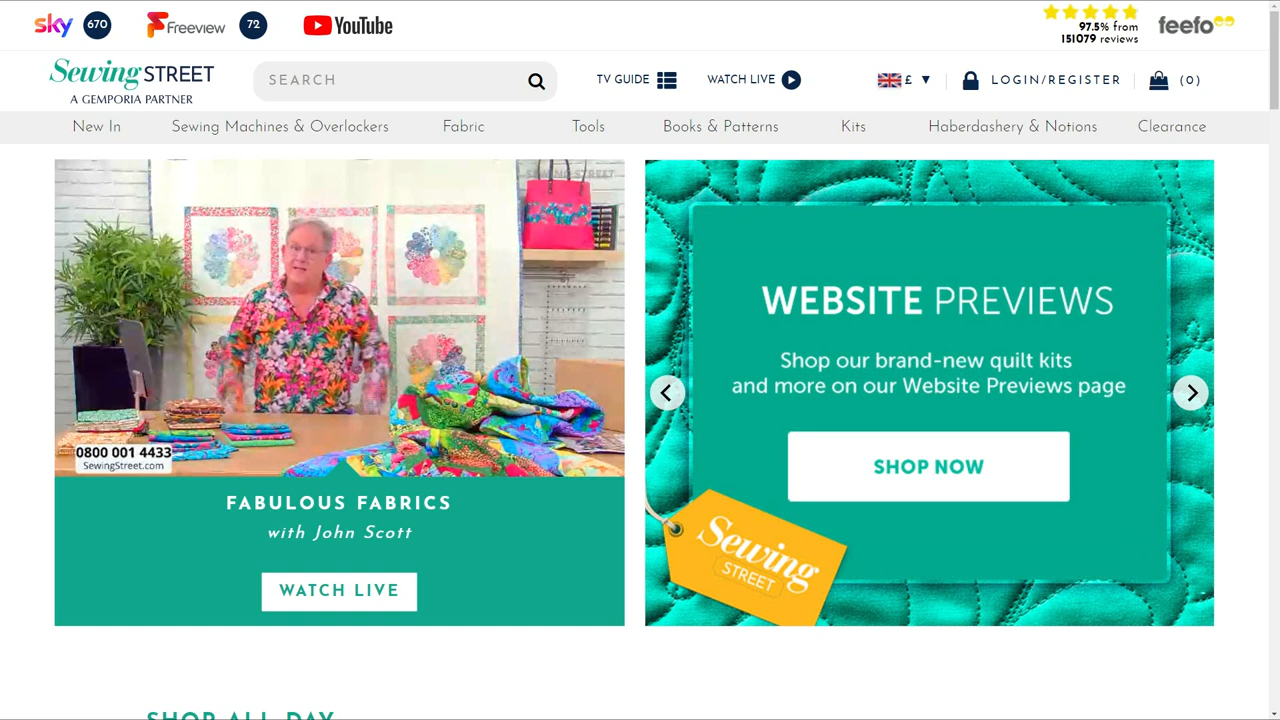 sky 670 Freeview 72 YouTube
97.5% from
151079 reviews
feefo
Sewing STREET
A GEMPORIA PARTNER
SEARCH
TV GUIDE
WATCH LIVE
£ ▼
LOGIN/REGISTER
(0)
New In Sewing Machines & Overlockers Fabric Tools Books & Patterns Kits Haberdashery & Notions Clearance
SEWING STREET
0800 001 4433
SewingStreet.com
FABULOUS FABRICS
with John Scott
WATCH LIVE
WEBSITE PREVIEWS
Shop our brand-new quilt kits
and more on our Website Previews page
SHOP NOW
Sewing
STREET
SHOP ALL DAY